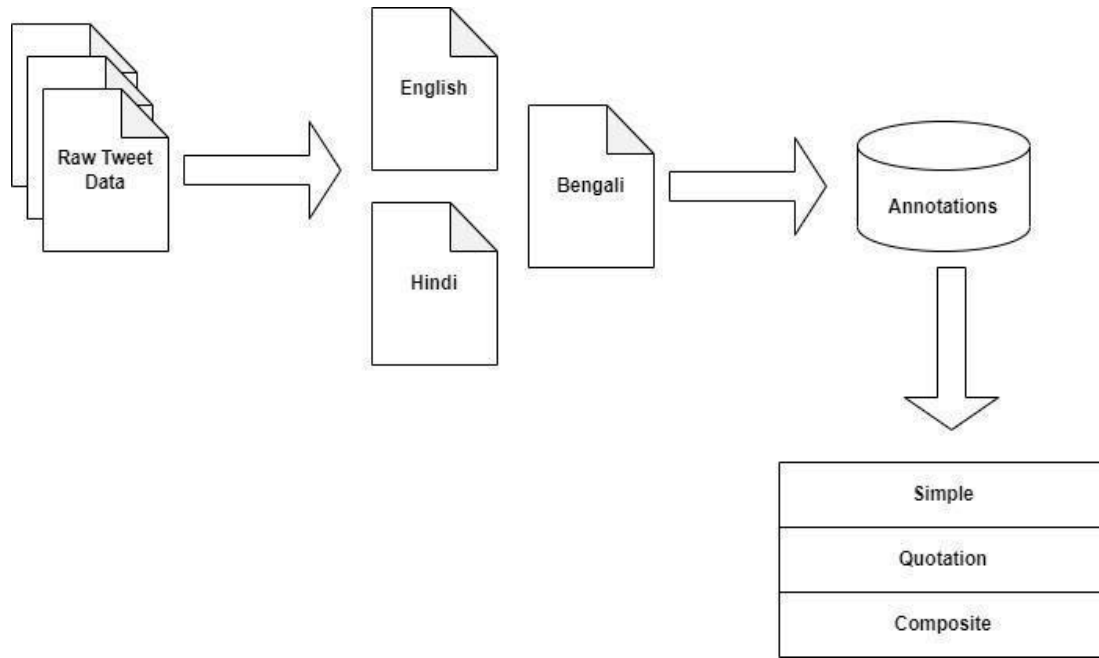 Raw Tweet
Data
English
Hindi
Bengali
Annotations
Simple
Quotation
Composite